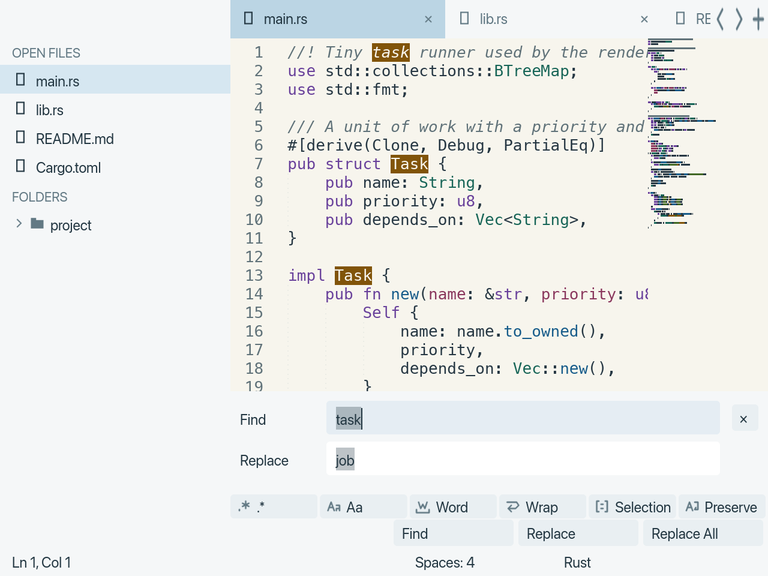 main.rs × lib.rs × RE
OPEN FILES
main.rs
lib.rs
README.md
Cargo.toml
FOLDERS
project
1 //! Tiny task runner used by the rende
2 use std::collections::BTreeMap;
3 use std::fmt;
4
5 /// A unit of work with a priority and
6 #[derive(Clone, Debug, PartialEq)]
7 pub struct Task {
8     pub name: String,
9     pub priority: u8,
10     pub depends_on: Vec<String>,
11 }
12
13 impl Task {
14     pub fn new(name: &str, priority: u8
15         Self {
16             name: name.to_owned(),
17             priority,
18             depends_on: Vec::new(),
19         }
Find task ×
Replace job
.* .* Aa Aa W Word Wrap Selection AJ Preserve
Find Replace Replace All
Ln 1, Col 1 Spaces: 4 Rust